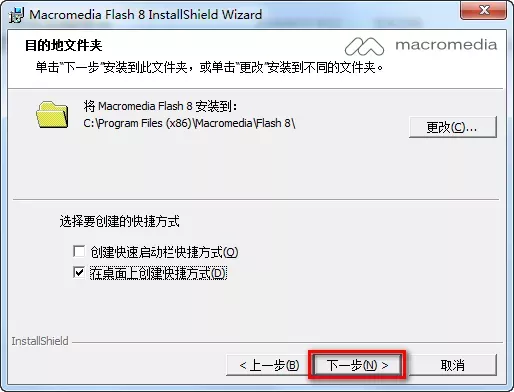 Macromedia Flash 8 InstallShield Wizard
目的地文件夹
单击“下一步”安装到此文件夹，或单击“更改”安装到不同的文件夹。
macromedia
将 Macromedia Flash 8 安装到：
C:\Program Files (x86)\Macromedia\Flash 8\
更改(C)...
选择要创建的快捷方式
创建快速启动栏快捷方式(Q)
在桌面上创建快捷方式(D)
InstallShield
< 上一步(B)
下一步(N) >
取消